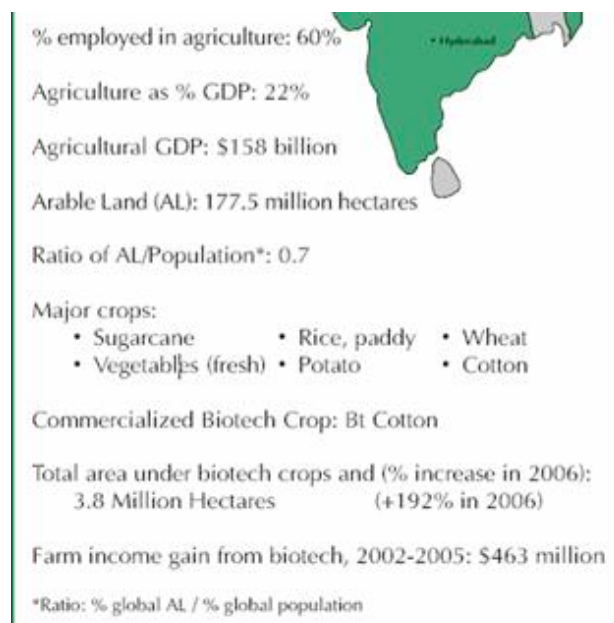 % employed in agriculture: 60%
• Hyderabad
Agriculture as % GDP: 22%
Agricultural GDP: $158 billion
Arable Land (AL): 177.5 million hectares
Ratio of AL/Population*: 0.7
Major crops:
• Sugarcane • Rice, paddy • Wheat
• Vegetables (fresh) • Potato • Cotton
Commercialized Biotech Crop: Bt Cotton
Total area under biotech crops and (% increase in 2006):
3.8 Million Hectares (+192% in 2006)
Farm income gain from biotech, 2002-2005: $463 million
*Ratio: % global AL / % global population